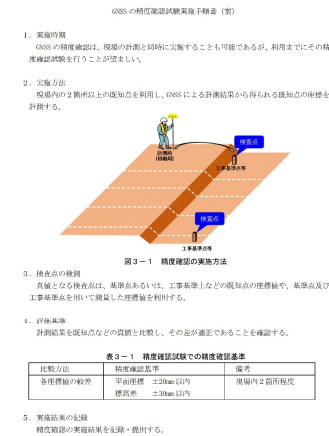 GNSS の精度確認試験実施手順書（案）
1．実施時期
GNSS の精度確認は、現場の計測と同時に実施することも可能であるが、利用までにその精
度確認試験を行うことが望ましい。
2．実施方法
現場内の２箇所以上の既知点を利用し、GNSS による計測結果から得られる既知点の座標を
計測する。
計測局
(移動局)
検査点
工事基準点等
検査点
工事基準点等
図３－１ 精度確認の実施方法
3．検査点の検測
真値となる検査点は、基準点あるいは、工事基準上などの既知点の座標値や、基準点及び
工事基準点を用いて測量した座標値を利用する。
4．評価基準
計測結果を既知点などの真値と比較し、その差が適正であることを確認する。
表３－１ 精度確認試験での精度確認基準
比較方法 精度確認基準 備考
各座標値の較差 平面座標 ±20mm 以内 現場内２箇所程度
標高差 ±30mm 以内
5．実施結果の記録
精度確認の実施結果を記録・提出する。